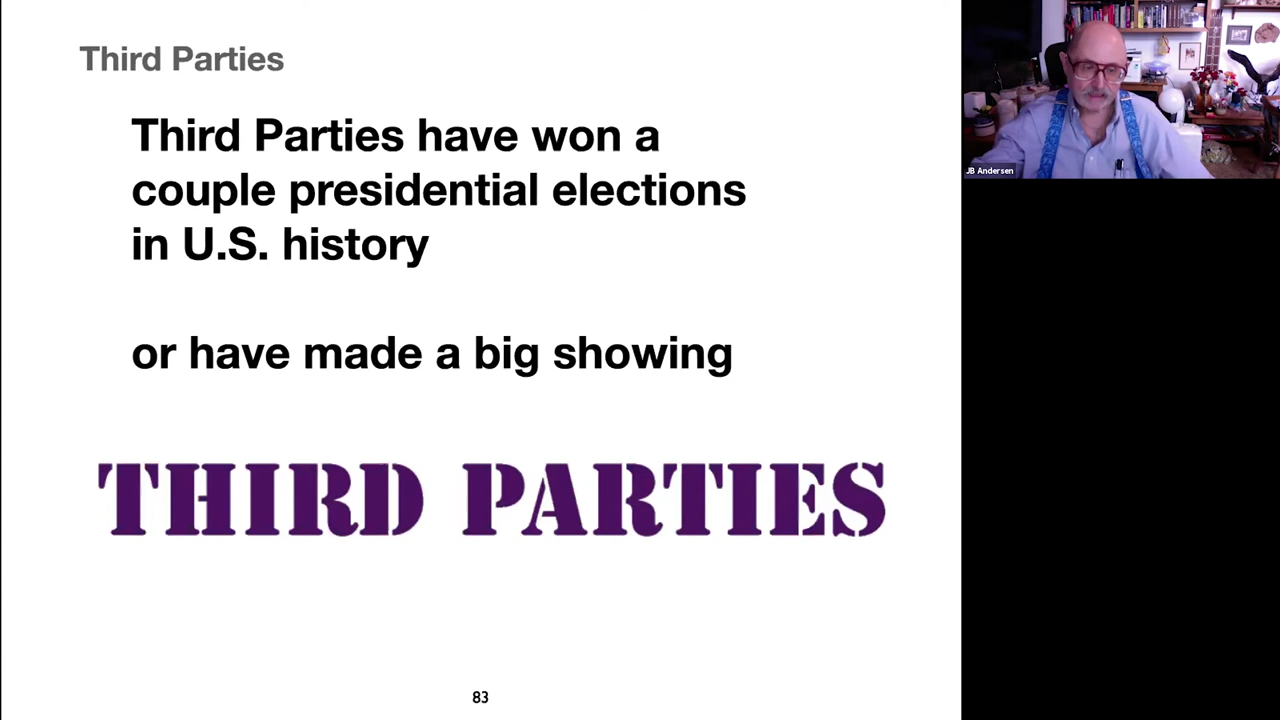 Third Parties
Third Parties have won a
couple presidential elections
in U.S. history
or have made a big showing
THIRD PARTIES
83
JB Andersen